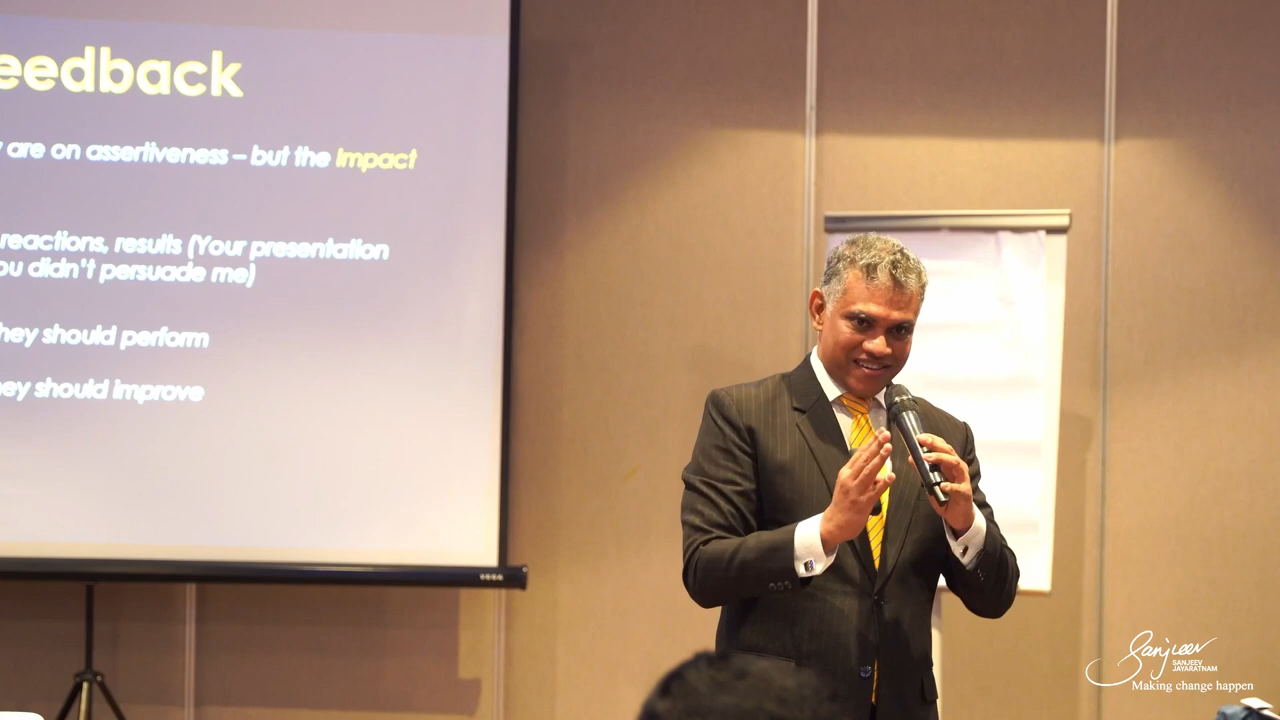 eedback
are on assertiveness – but the Impact
reactions, results (Your presentation
ou didn't persuade me)
hey should perform
ey should improve
Sanjeev
SANJEEV
JAYARATNAM
Making change happen